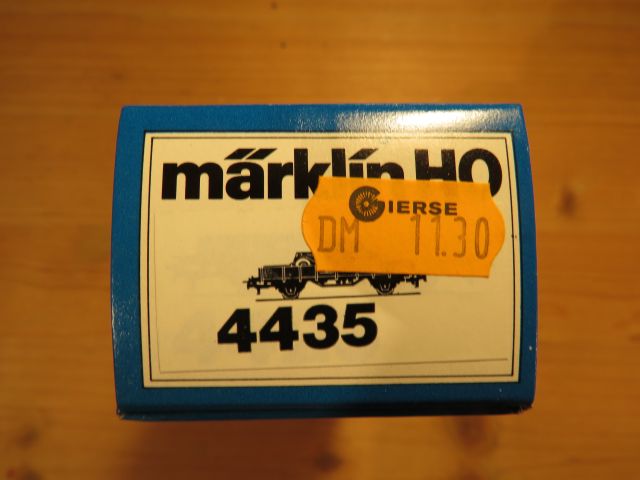 märklin HO
GIERSE
DM 11.30
4435